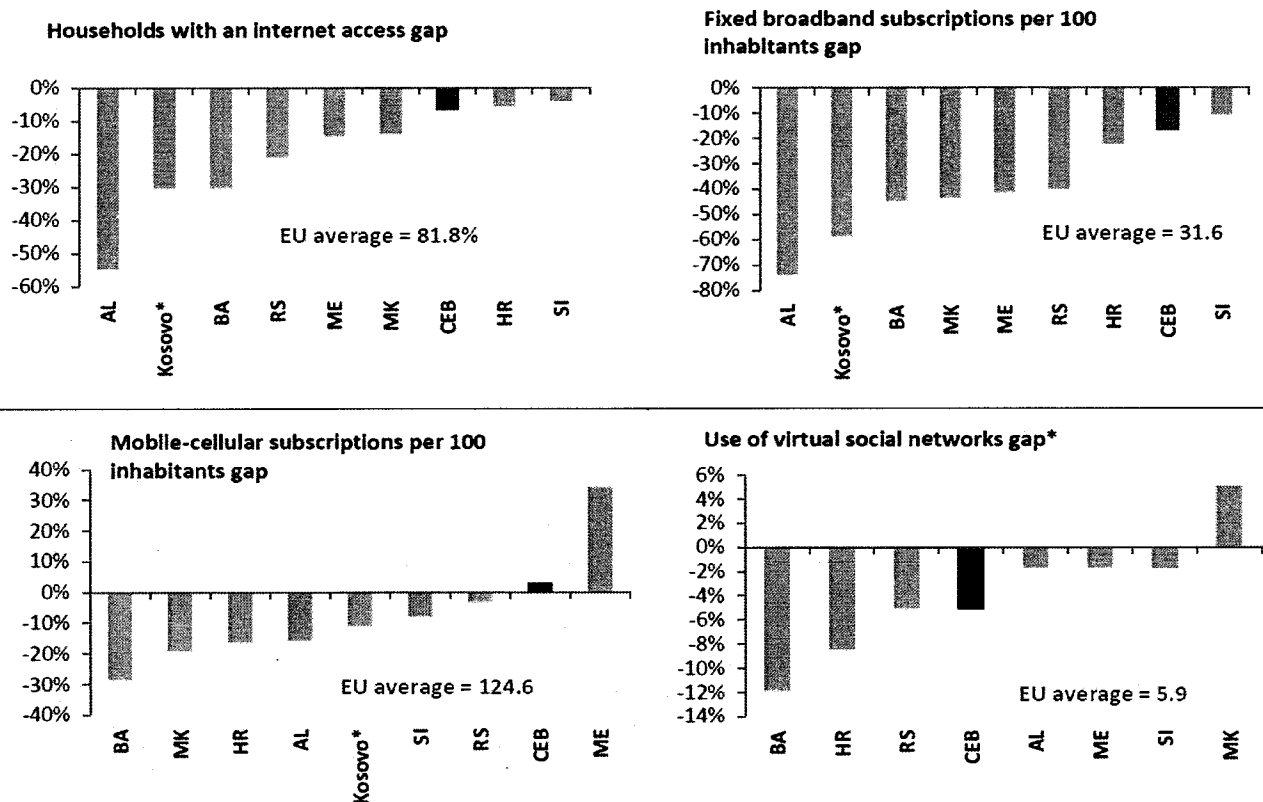 Households with an internet access gap
0%
-10%
-20%
-30%
-40%
-50%
-60%
EU average = 81.8%
AL
Kosovo*
BA
RS
ME
MK
CEB
HR
SI
Fixed broadband subscriptions per 100
inhabitants gap
0%
-10%
-20%
-30%
-40%
-50%
-60%
-70%
-80%
EU average = 31.6
AL
Kosovo*
BA
MK
ME
RS
HR
CEB
SI
Mobile-cellular subscriptions per 100
inhabitants gap
40%
30%
20%
10%
0%
-10%
-20%
-30%
-40%
EU average = 124.6
BA
MK
HR
AL
Kosovo*
SI
RS
CEB
ME
Use of virtual social networks gap*
6%
4%
2%
0%
-2%
-4%
-6%
-8%
-10%
-12%
-14%
EU average = 5.9
BA
HR
RS
CEB
AL
ME
SI
MK